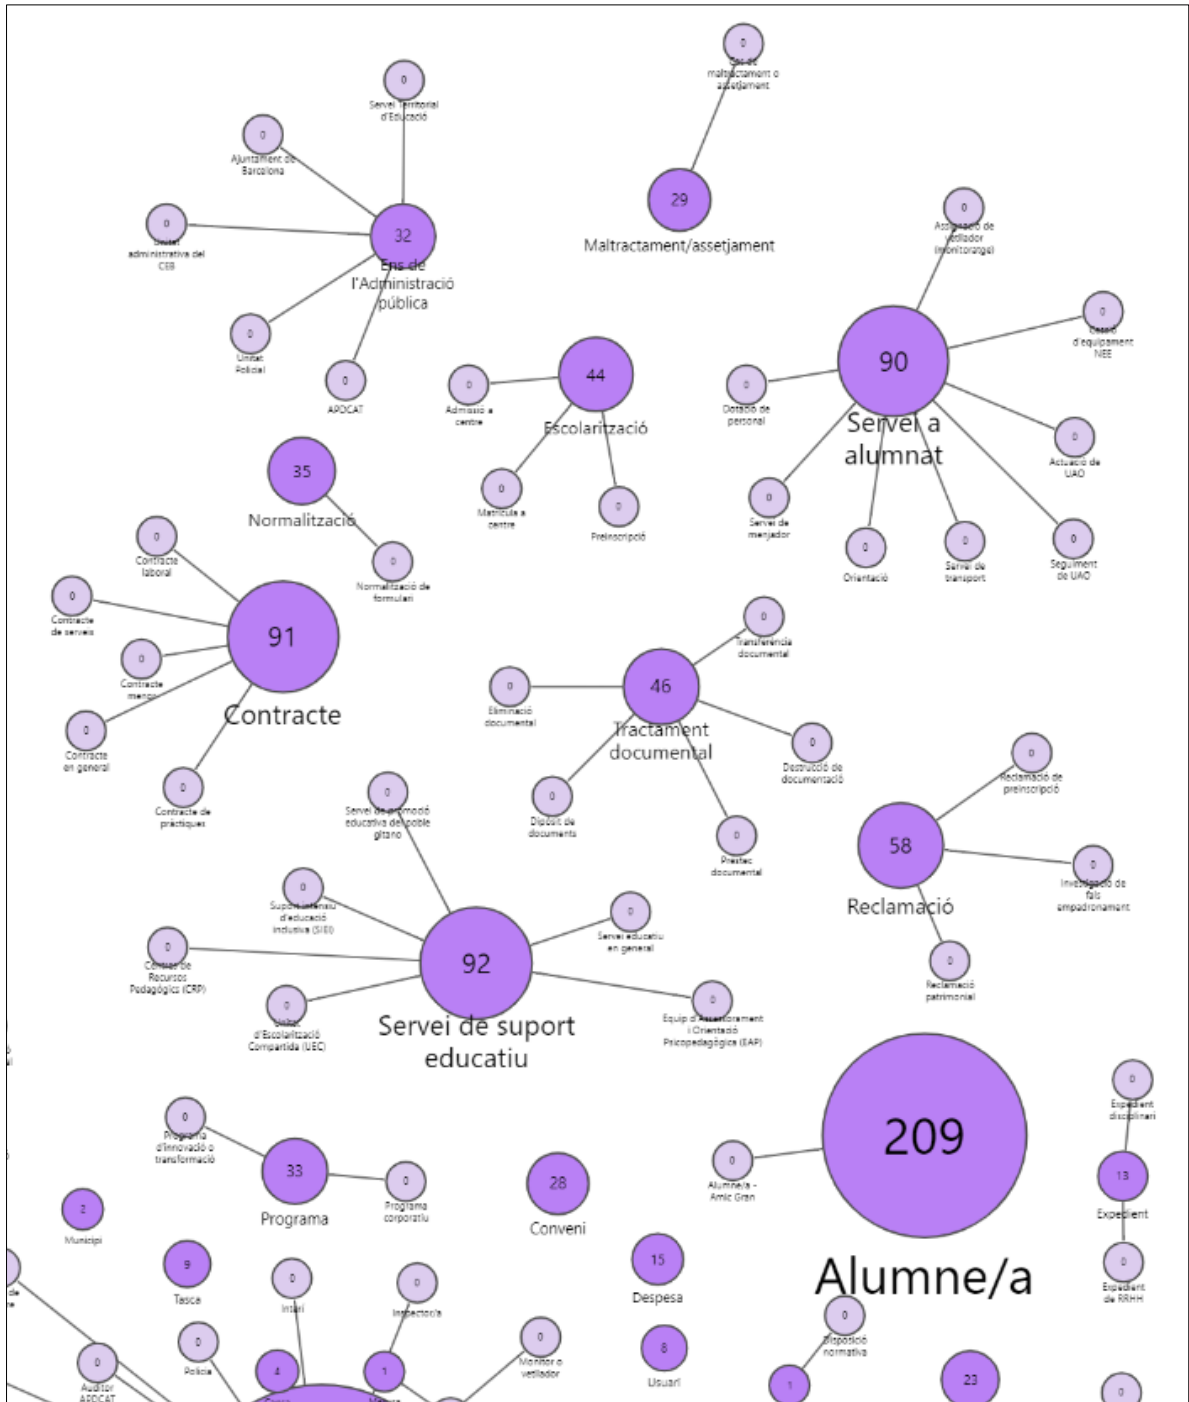 0
Cas de
maltractament o
assetjament
0
Servei Territorial
d'Educació
0
Ajuntament de
Barcelona
0
Unitat
administrativa del
CEB
32
Ens de
l'Administració
pública
0
Unitat
Policial
0
APDCAT
29
Maltractament/assetjament
0
Assignació de
vetllador
(monitoratge)
0
Cessió
d'equipament
NEE
90
Servei a
alumnat
0
Dotació de
personal
0
Actuació de
UAO
0
Servei de
menjador
0
Orientació
0
Servei de
transport
0
Seguiment
de UAO
44
Escolarització
0
Admissió a
centre
0
Matrícula a
centre
0
Preinscripció
35
Normalització
0
Normalització de
formulari
0
Contracte
laboral
0
Contracte
de serveis
0
Contracte
menor
91
Contracte
0
Contracte
en general
0
Contracte de
pràctiques
0
Transferència
documental
46
Tractament
documental
0
Eliminació
documental
0
Destrucció de
documentació
0
Dipòsit de
documents
0
Préstec
documental
0
Reclamació de
preinscripció
58
Reclamació
0
Investigació de
fals
empadronament
0
Reclamació
patrimonial
0
Servei de promoció
educativa del poble
gitano
0
Suport intensiu
d'educació
inclusiva (SIEI)
0
Servei educatiu
en general
0
Centres de
Recursos
Pedagògics (CRP)
92
Servei de suport
educatiu
0
Unitat
d'Escolarització
Compartida (UEC)
0
Equip d'Assessorament
i Orientació
Psicopedagògica (EAP)
209
Alumne/a
0
Alumne/a -
Amic Gran
0
Expedient
disciplinari
13
Expedient
0
Expedient
de RRHH
0
Programa
d'innovació o
transformació
33
Programa
0
Programa
corporatiu
28
Conveni
2
Municipi
9
Tasca
15
Despesa
0
Interí
0
Inspector/a
de
0
Policia
0
Auditor
APDCAT
4
1
0
Monitor o
vetllador
8
Usuari
0
Disposició
normativa
1
23
0